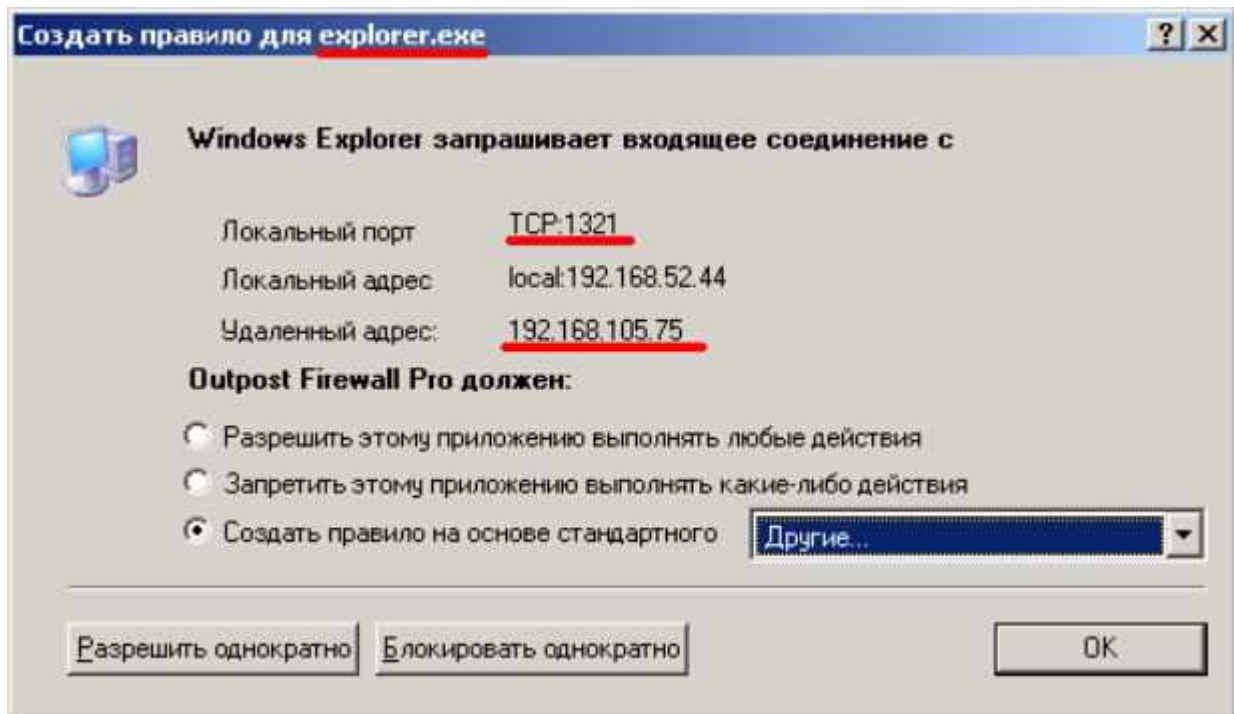 Создать правило для explorer.exe
Windows Explorer запрашивает входящее соединение с
Локальный порт TCP:1321
Локальный адрес local:192.168.52.44
Удаленный адрес: 192.168.105.75
Outpost Firewall Pro должен:
Разрешить этому приложению выполнять любые действия
Запретить этому приложению выполнять какие-либо действия
Создать правило на основе стандартного Другие...
Разрешить однократно Блокировать однократно OK